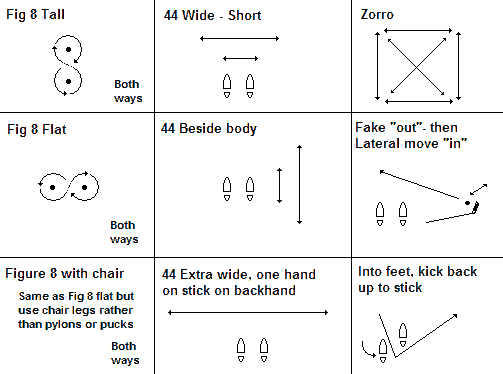 Fig 8 Tall
Both
ways
44 Wide - Short
Zorro
Fig 8 Flat
Both
ways
44 Beside body
Fake "out"- then
Lateral move "in"
Figure 8 with chair
Same as Fig 8 flat but
use chair legs rather
than pylons or pucks
Both
ways
44 Extra wide, one hand
on stick on backhand
Into feet, kick back
up to stick